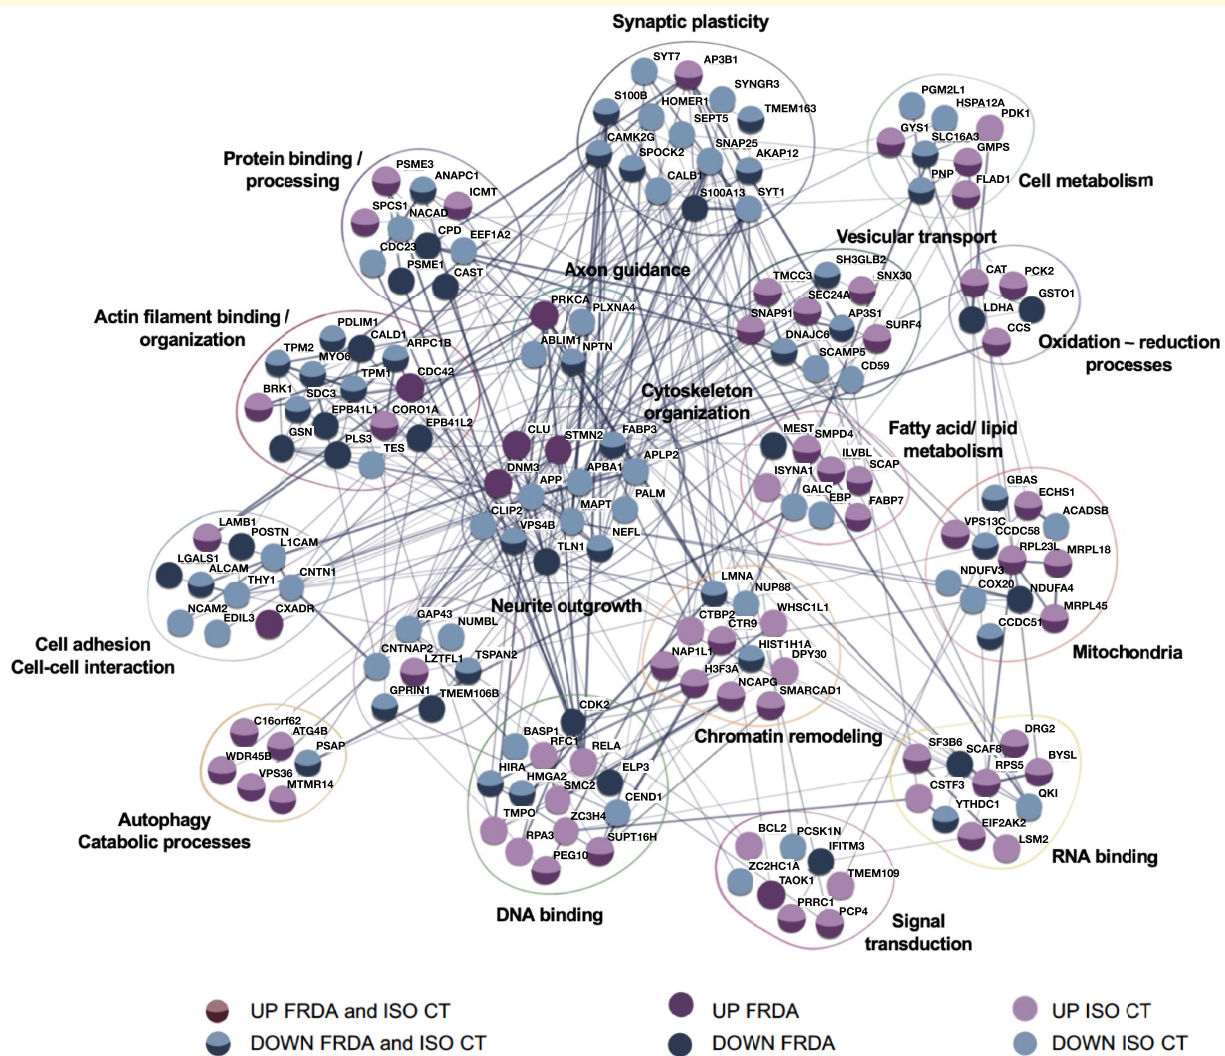 Synaptic plasticity
SYT7
AP3B1
SYNGR3
S100B
HOMER1
TMEM163
SEPT5
CAMK2G
SNAP25
SPOCK2
AKAP12
CALB1
S100A13
SYT1
PGM2L1
HSPA12A
PDK1
GYS1
SLC16A3
GMPS
PNP
FLAD1
Cell metabolism
Protein binding /
processing
PSME3
ANAPC1
ICMT
SPCS1
NACAD
CPD
EEF1A2
CDC23
PSME1
CAST
Vesicular transport
SH3GLB2
TMCC3
SNX30
SEC24A
SNAP91
AP3S1
SURF4
DNAJC6
SCAMP5
CD59
CAT
PCK2
GSTO1
LDHA
CCS
Oxidation – reduction
processes
Axon guidance
PRKCA
PLXNA4
ABLIM1
NPTN
Actin filament binding /
organization
PDLIM1
CALD1
TPM2
ARPC1B
MYO6
TPM1
CDC42
BRK1
SDC3
EPB41L1
CORO1A
EPB41L2
GSN
PLS3
TES
Cytoskeleton
organization
CLU
STMN2
FABP3
DNM3
APBA1
APLP2
APP
PALM
CLIP2
MAPT
VPS4B
NEFL
TLN1
Fatty acid/ lipid
metabolism
MEST
SMPD4
ILVBL
ISYNA1
SCAP
GALC
EBP
FABP7
GBAS
ECHS1
ACADSB
VPS13C
CCDC58
RPL23L
MRPL18
NDUFV3
COX20
NDUFA4
MRPL45
CCDC51
Mitochondria
LAMB1
POSTN
L1CAM
LGALS1
ALCAM
THY1
CNTN1
NCAM2
EDIL3
CXADR
Cell adhesion
Cell-cell interaction
Neurite outgrowth
GAP43
NUMBL
CNTNAP2
LZTFL1
TSPAN2
GPRIN1
TMEM106B
LMNA
NUP88
CTBP2
WHSC1L1
CTR9
NAP1L1
HIST1H1A
H3F3A
DPY30
NCAPG
SMARCAD1
Chromatin remodeling
C16orf62
ATG4B
PSAP
WDR45B
VPS36
MTMR14
Autophagy
Catabolic processes
CDK2
BASP1
RFC1
RELA
HIRA
ELP3
HMGA2
SMC2
CEND1
TMPO
ZC3H4
RPA3
SUPT16H
PEG10
DNA binding
DRG2
SF3B6
SCAF8
BYSL
RPS5
CSTF3
QKI
YTHDC1
EIF2AK2
LSM2
RNA binding
BCL2
PCSK1N
IFITM3
ZC2HC1A
TMEM109
TAOK1
PRRC1
PCP4
Signal
transduction
UP FRDA and ISO CT
UP FRDA
UP ISO CT
DOWN FRDA and ISO CT
DOWN FRDA
DOWN ISO CT